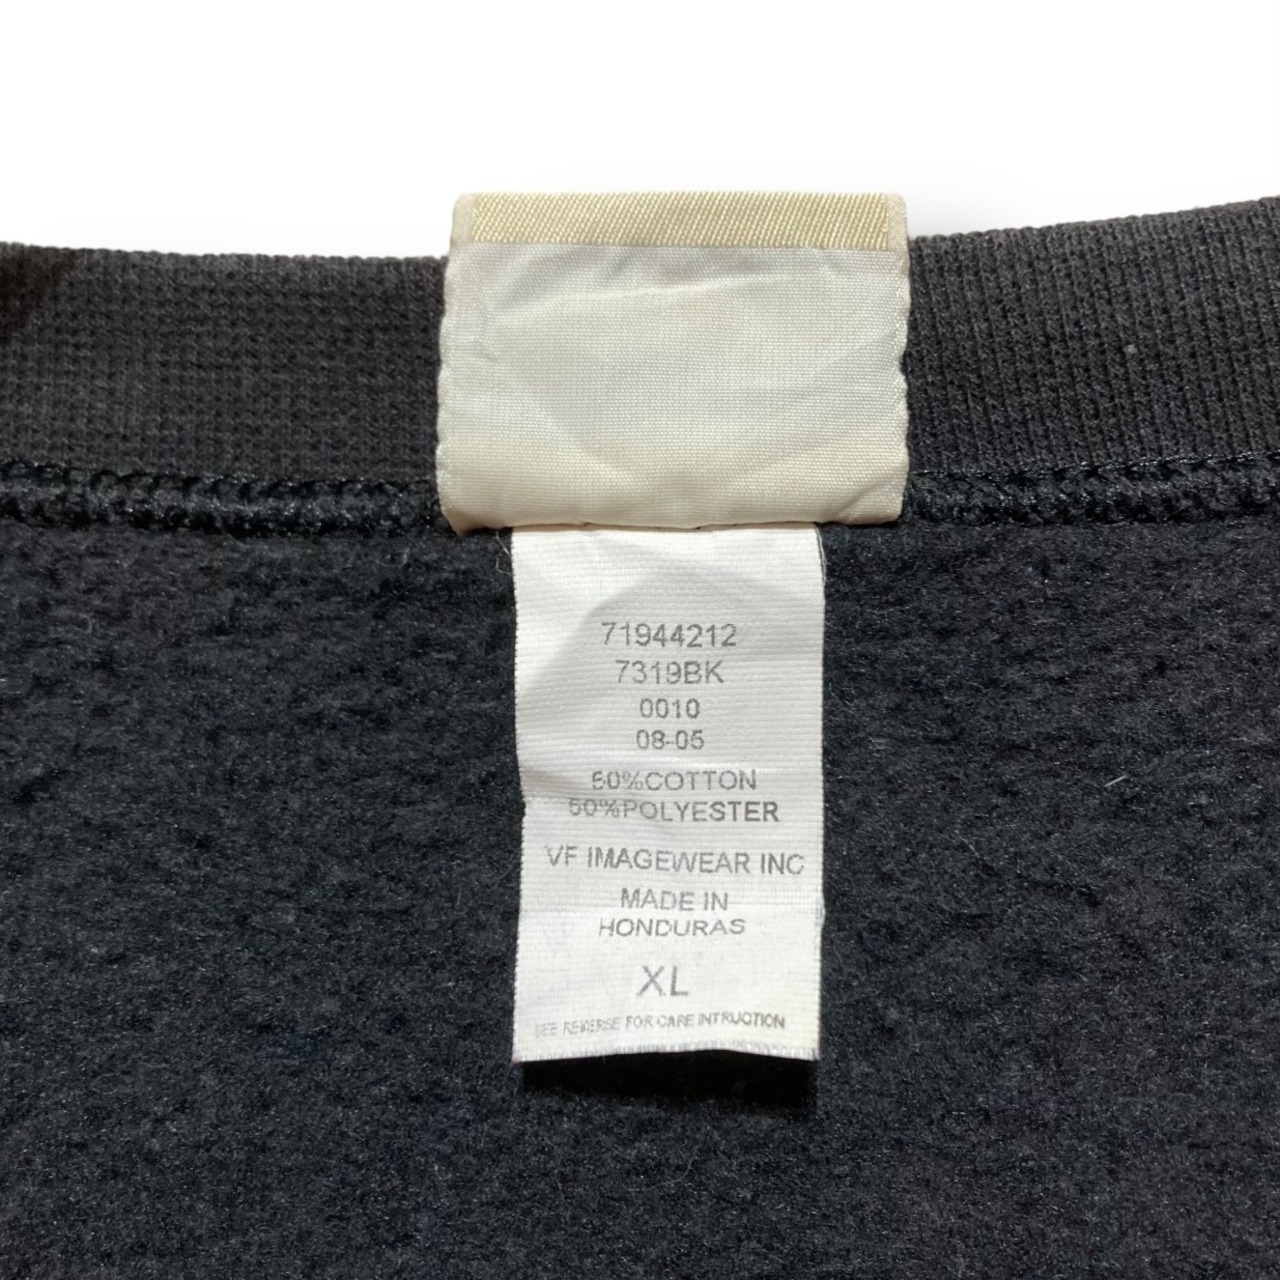 71944212
7319BK
0010
08-05
50%COTTON
50%POLYESTER
VF IMAGEWEAR INC
MADE IN
HONDURAS
XL
SEE REVERSE FOR CARE INTRUCTION